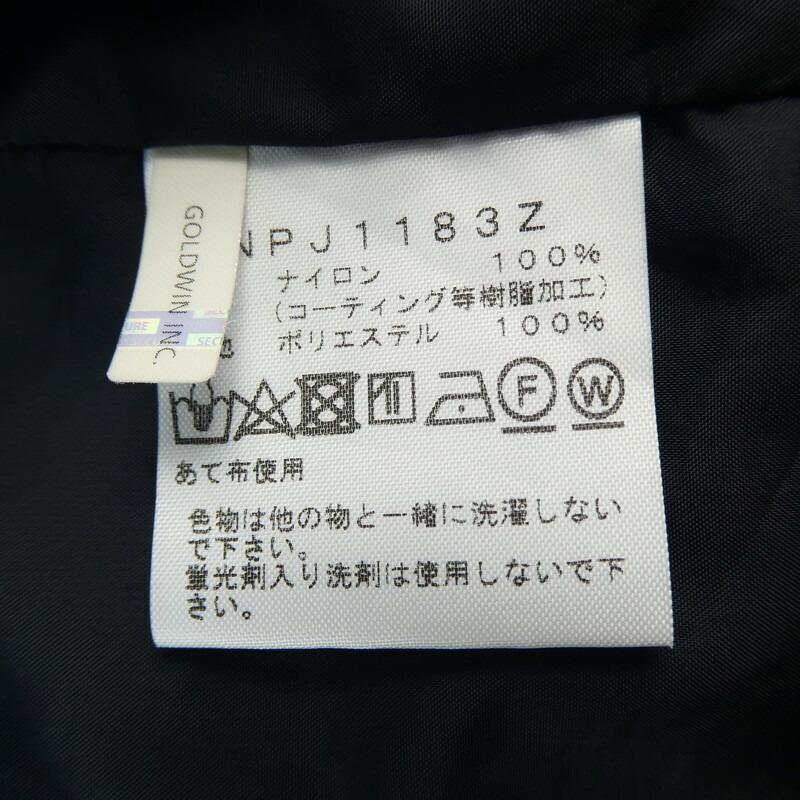 GOLDWIN INC.
URE
SEC
NPJ1183Z
ナイロン 100%
(コーティング等樹脂加工)
ポリエステル 100%
F W
あて布使用
色物は他の物と一緒に洗濯しない
で下さい。
蛍光剤入り洗剤は使用しないで下
さい。